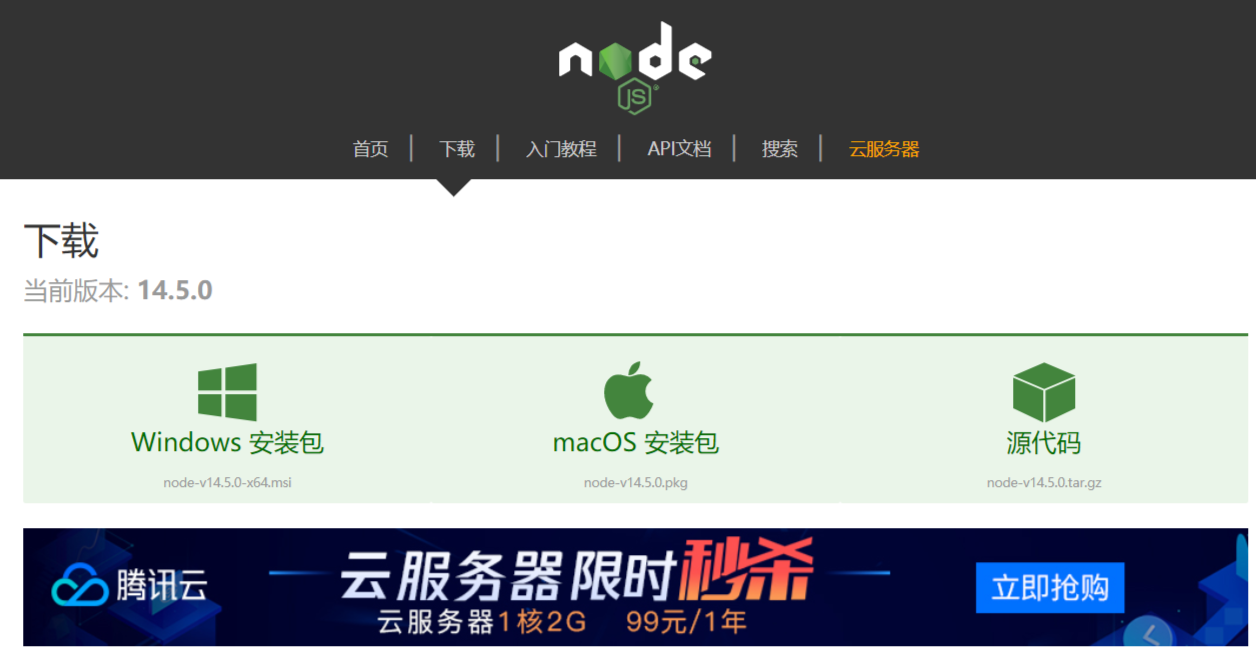 node
JS
首页 下载 入门教程 API文档 搜索 云服务器
下载
当前版本: 14.5.0
Windows 安装包 macOS 安装包 源代码
node-v14.5.0-x64.msi node-v14.5.0.pkg node-v14.5.0.tar.gz
腾讯云 云服务器限时秒杀 立即抢购
云服务器1核2G 99元/1年